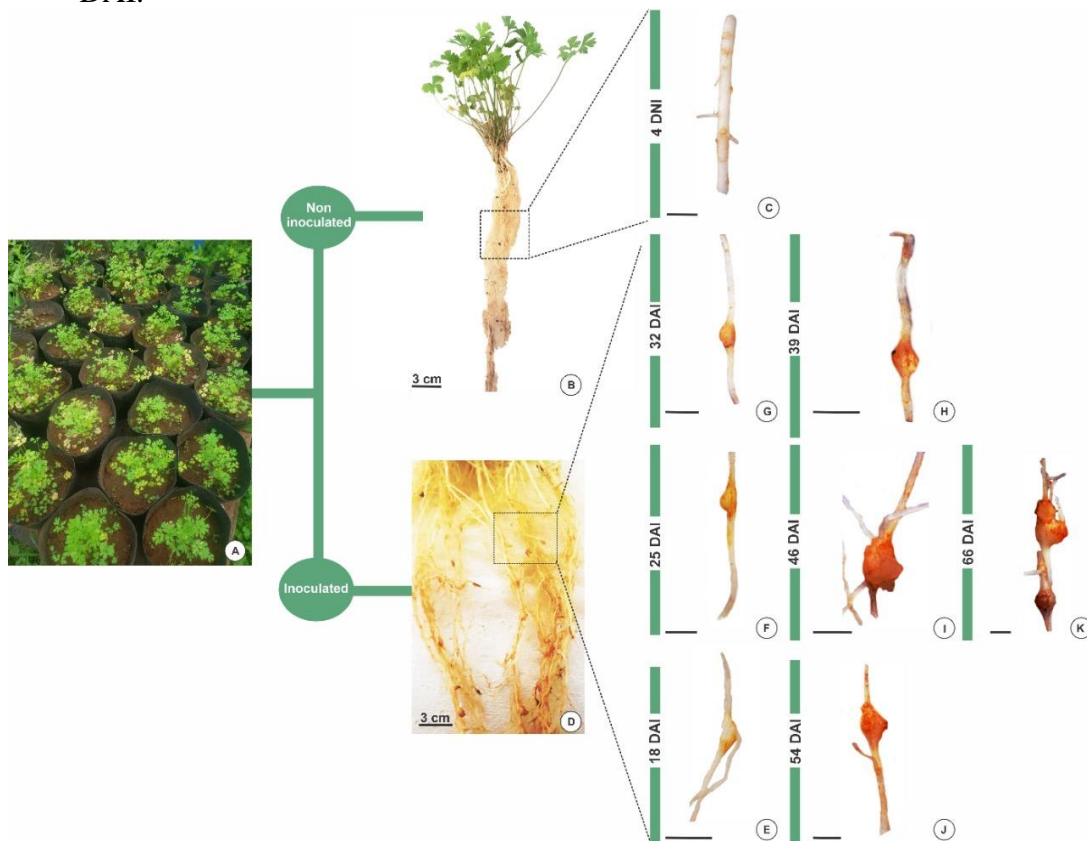 DAI.
Non
inoculated
4 DNI
C
3 cm
B
A
32 DAI
G
39 DAI
H
25 DAI
F
46 DAI
I
66 DAI
K
Inoculated
3 cm
D
18 DAI
E
54 DAI
J